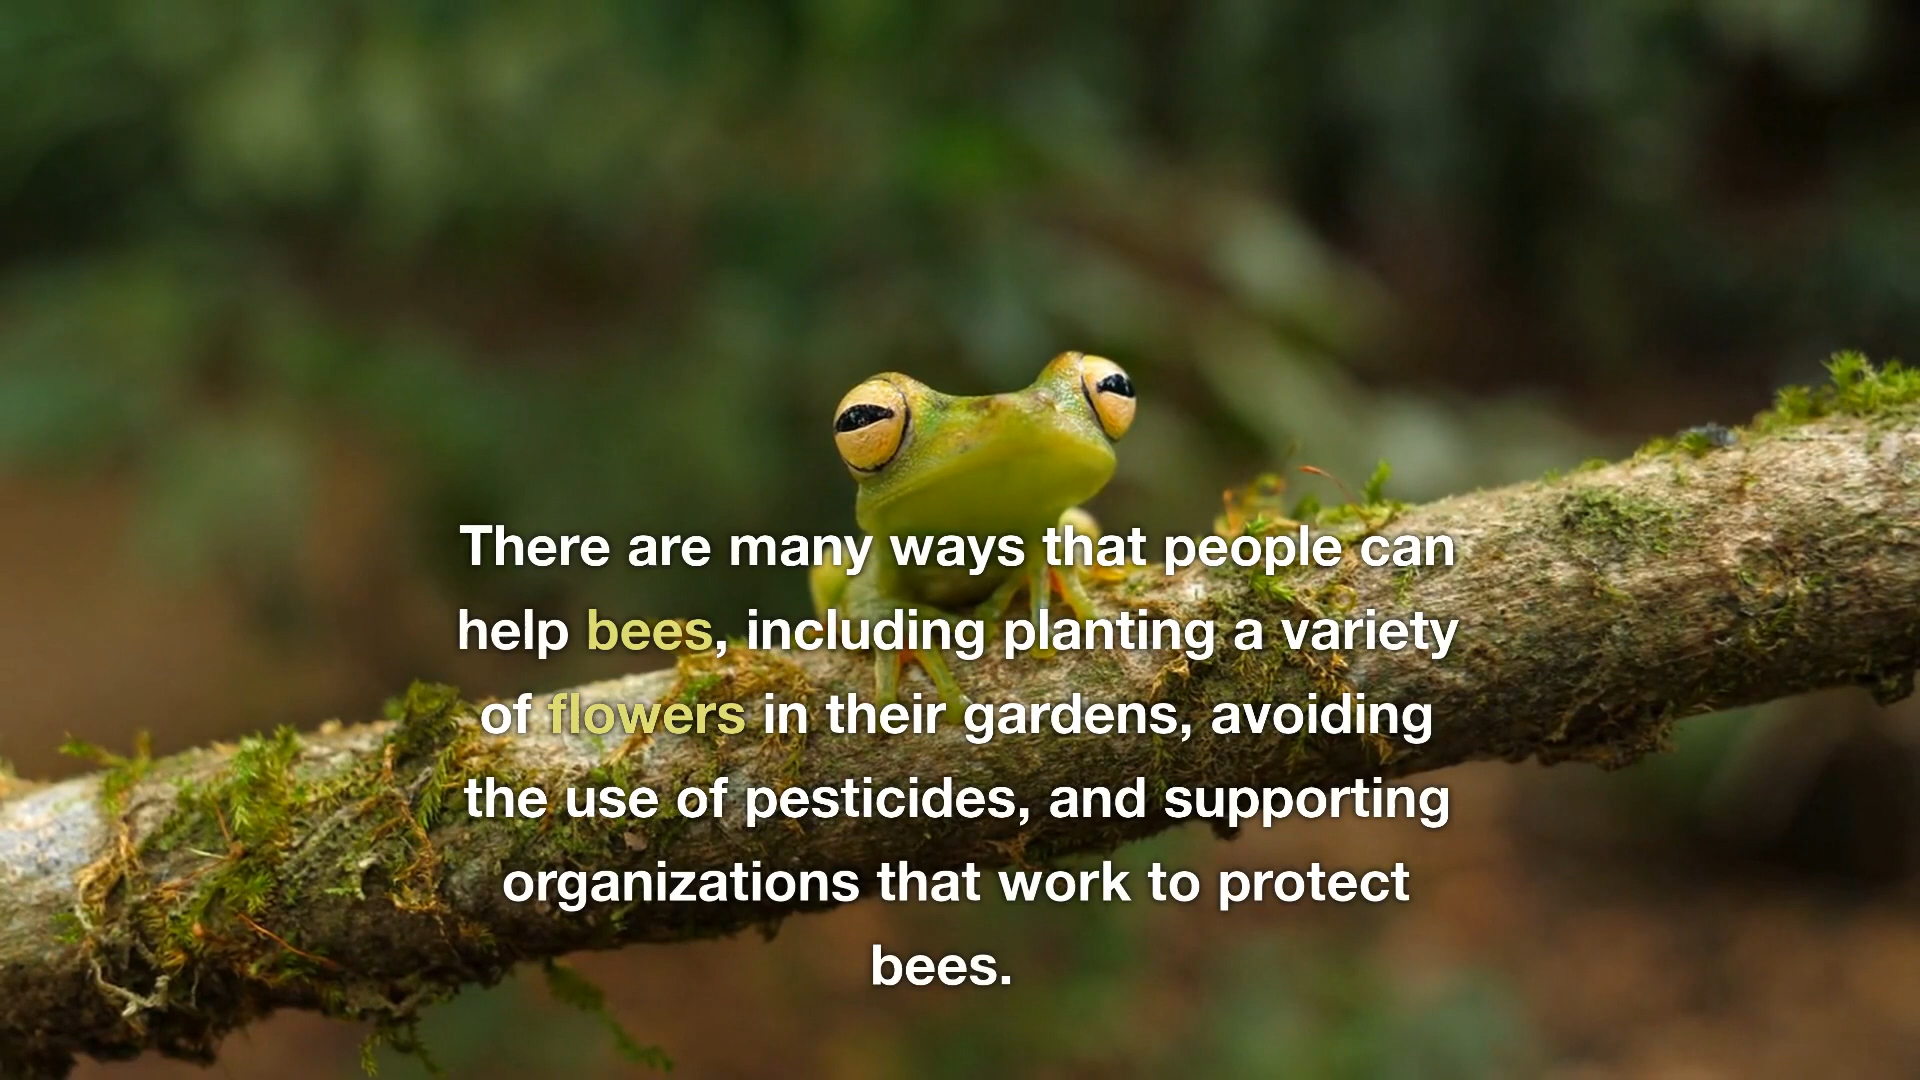 There are many ways that people can
help bees, including planting a variety
of flowers in their gardens, avoiding
the use of pesticides, and supporting
organizations that work to protect
bees.